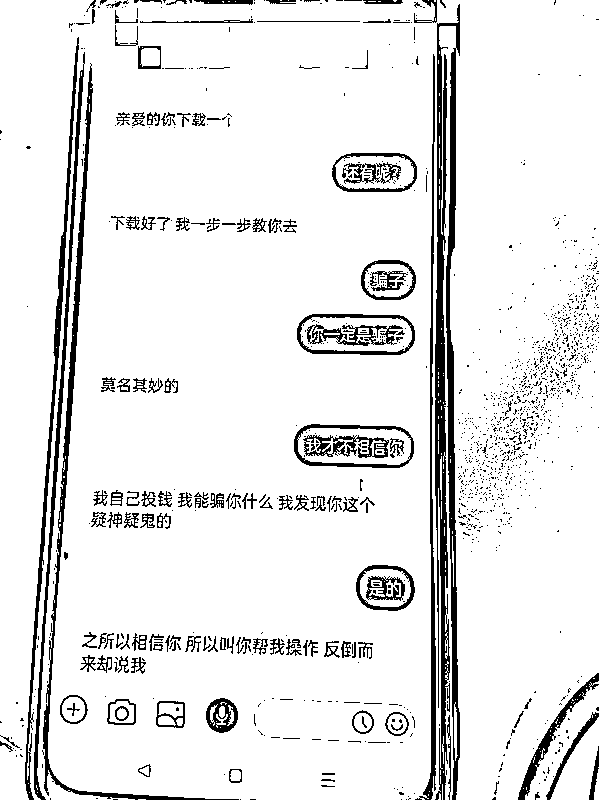 亲爱的你下载一个
还有呢？
下载好了 我一步一步教你去
骗子
你一定是骗子
莫名其妙的
我才不相信你
我自己投钱 我能骗你什么 我发现你这个
疑神疑鬼的
是的
之所以相信你 所以叫你帮我操作 反倒而
来却说我